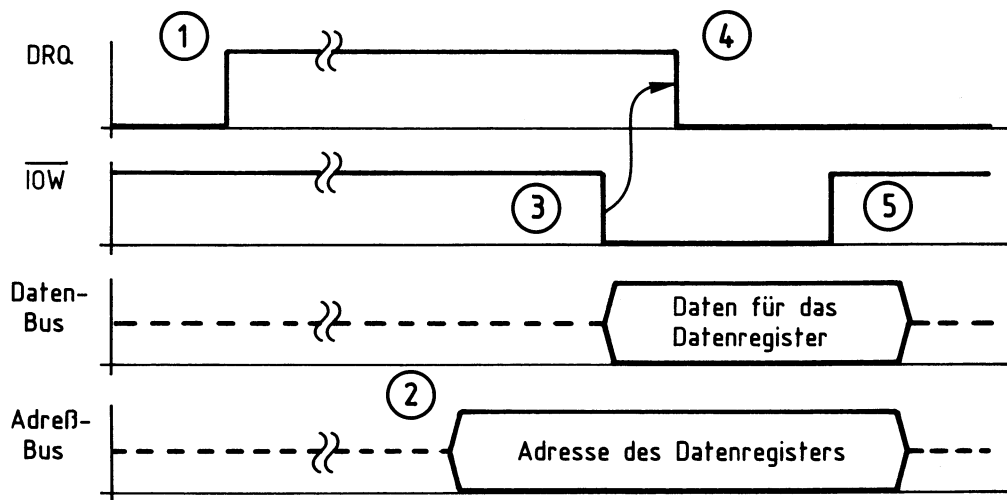 1
4
DRQ
IOW
3
5
Daten-
Bus
Daten für das
Datenregister
2
Adreß-
Bus
Adresse des Datenregisters